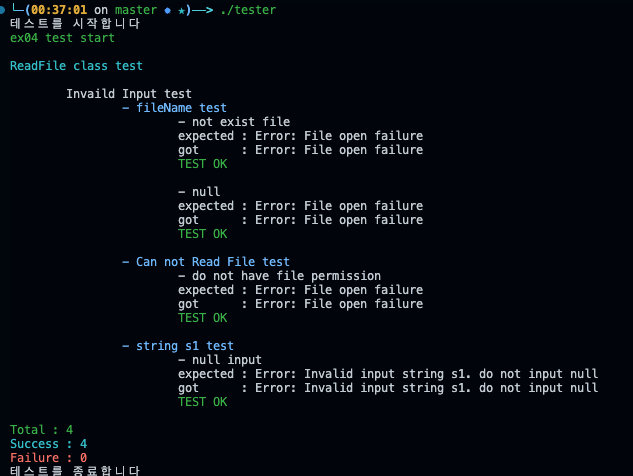 └─(00:37:01 on master ● ★)──> ./tester
테스트를 시작합니다
ex04 test start
ReadFile class test
Invaild Input test
- fileName test
- not exist file
expected : Error: File open failure
got : Error: File open failure
TEST OK
- null
expected : Error: File open failure
got : Error: File open failure
TEST OK
- Can not Read File test
- do not have file permission
expected : Error: File open failure
got : Error: File open failure
TEST OK
- string s1 test
- null input
expected : Error: Invalid input string s1. do not input null
got : Error: Invalid input string s1. do not input null
TEST OK
Total : 4
Success : 4
Failure : 0
테스트를 종료합니다